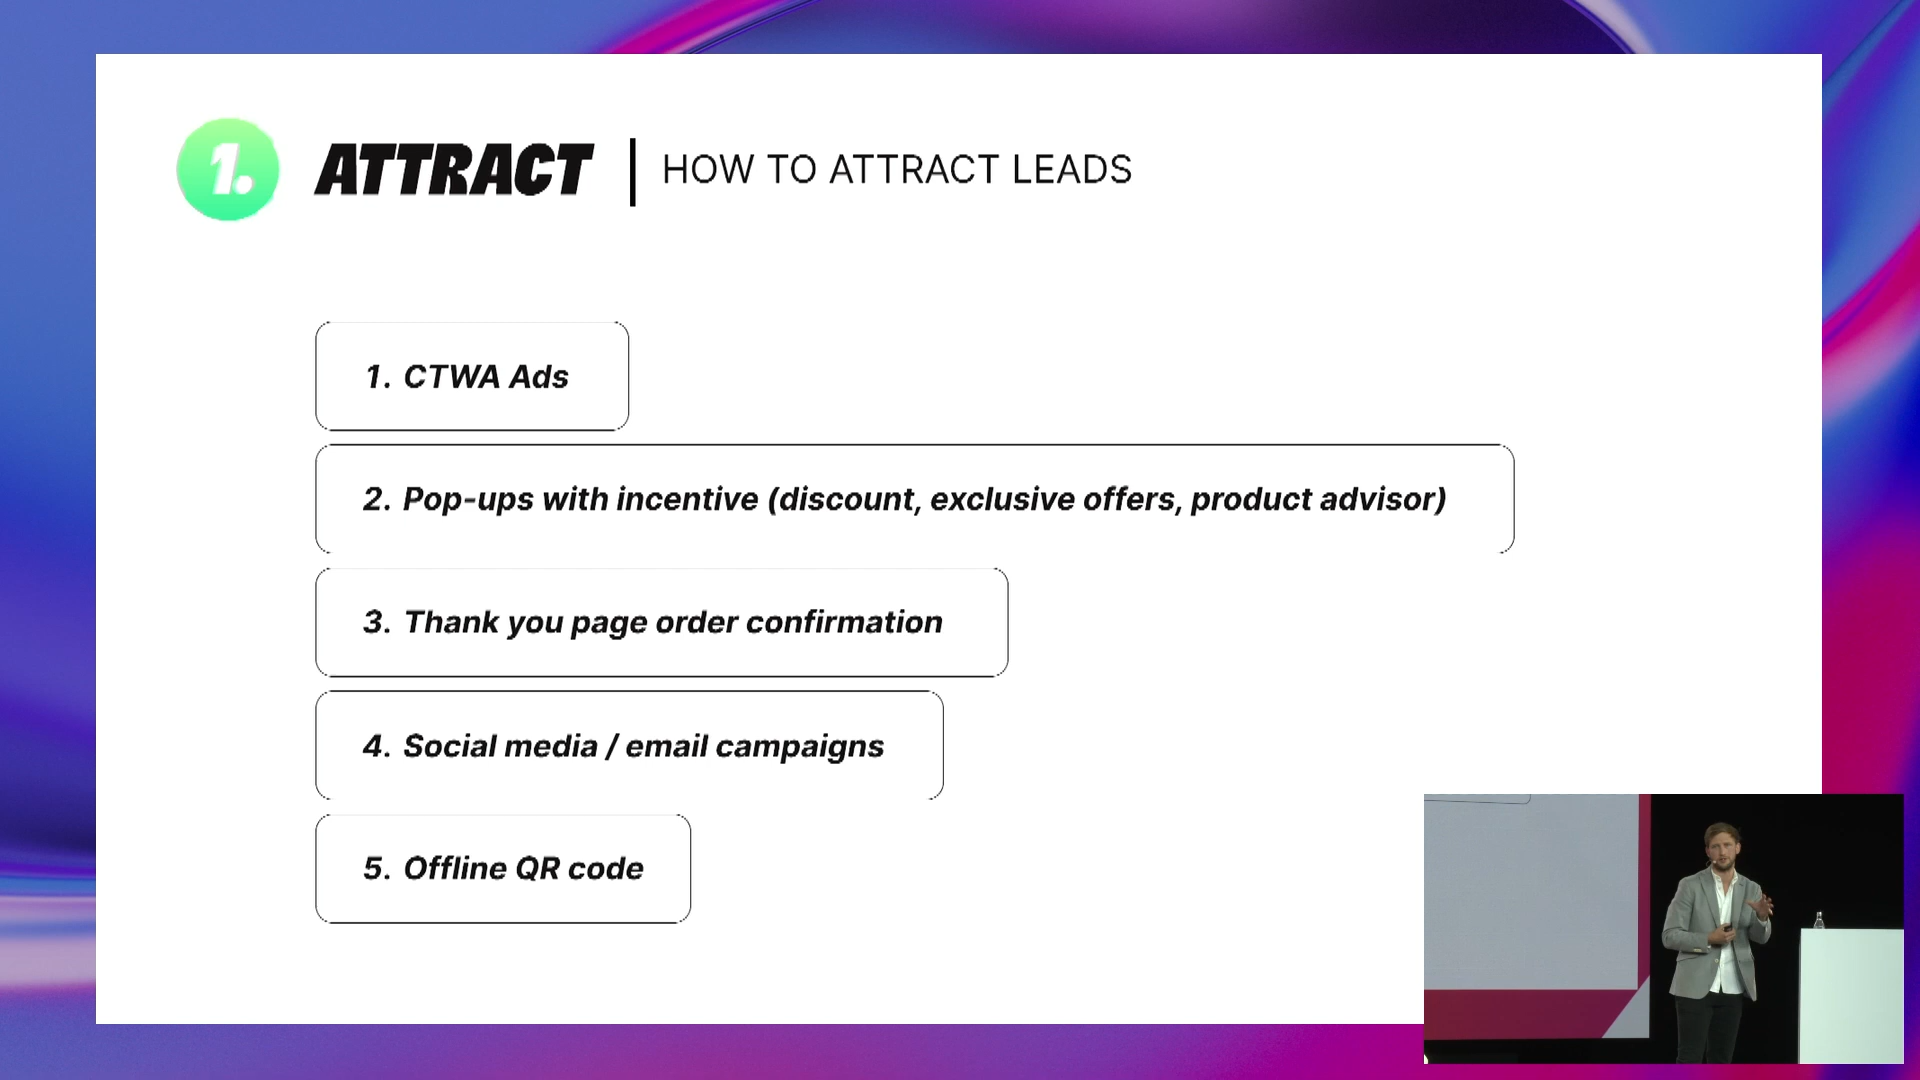 1. ATTRACT | HOW TO ATTRACT LEADS
1. CTWA Ads
2. Pop-ups with incentive (discount, exclusive offers, product advisor)
3. Thank you page order confirmation
4. Social media / email campaigns
5. Offline QR code